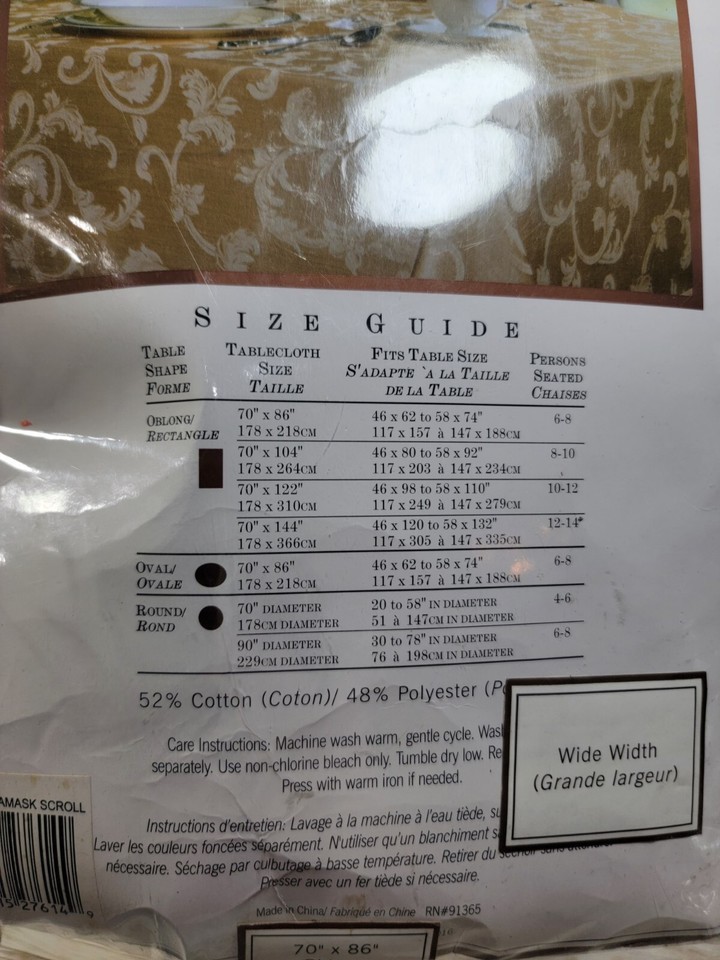 SIZE GUIDE
TABLE SHAPE FORME TABLECLOTH SIZE TAILLE FITS TABLE SIZE S'ADAPTE `A LA TAILLE DE LA TABLE PERSONS SEATED CHAISES
OBLONG/ 70" x 86" 46 x 62 to 58 x 74" 6-8
RECTANGLE 178 x 218CM 117 x 157 à 147 x 188CM
70" x 104" 46 x 80 to 58 x 92" 8-10
178 x 264CM 117 x 203 à 147 x 234CM
70" x 122" 46 x 98 to 58 x 110" 10-12
178 x 310CM 117 x 249 à 147 x 279CM
70" x 144" 46 x 120 to 58 x 132" 12-14
178 x 366CM 117 x 305 à 147 x 335CM
OVAL/ 70" x 86" 46 x 62 to 58 x 74" 6-8
OVALE 178 x 218CM 117 x 157 à 147 x 188CM
ROUND/ 70" DIAMETER 20 to 58" IN DIAMETER 4-6
ROND 178CM DIAMETER 51 à 147CM IN DIAMETER
90" DIAMETER 30 to 78" IN DIAMETER 6-8
229CM DIAMETER 76 à 198CM IN DIAMETER
52% Cotton (Coton)/ 48% Polyester
Care Instructions: Machine wash warm, gentle cycle.
separately. Use non-chlorine bleach only. Tumble dry low.
Press with warm iron if needed.
Wide Width
(Grande largeur)
Instructions d'entretien: Lavage à la machine à l'eau tiède,
Laver les couleurs foncées séparément. N'utiliser qu'un blanchiment
nécessaire. Séchage par culbutage à basse température. Retirer du
Presser avec un fer tiède si nécessaire.
Made in China/ Fabriqué en Chine RN#91365
AMASK SCROLL
27614 9
70" x 86"